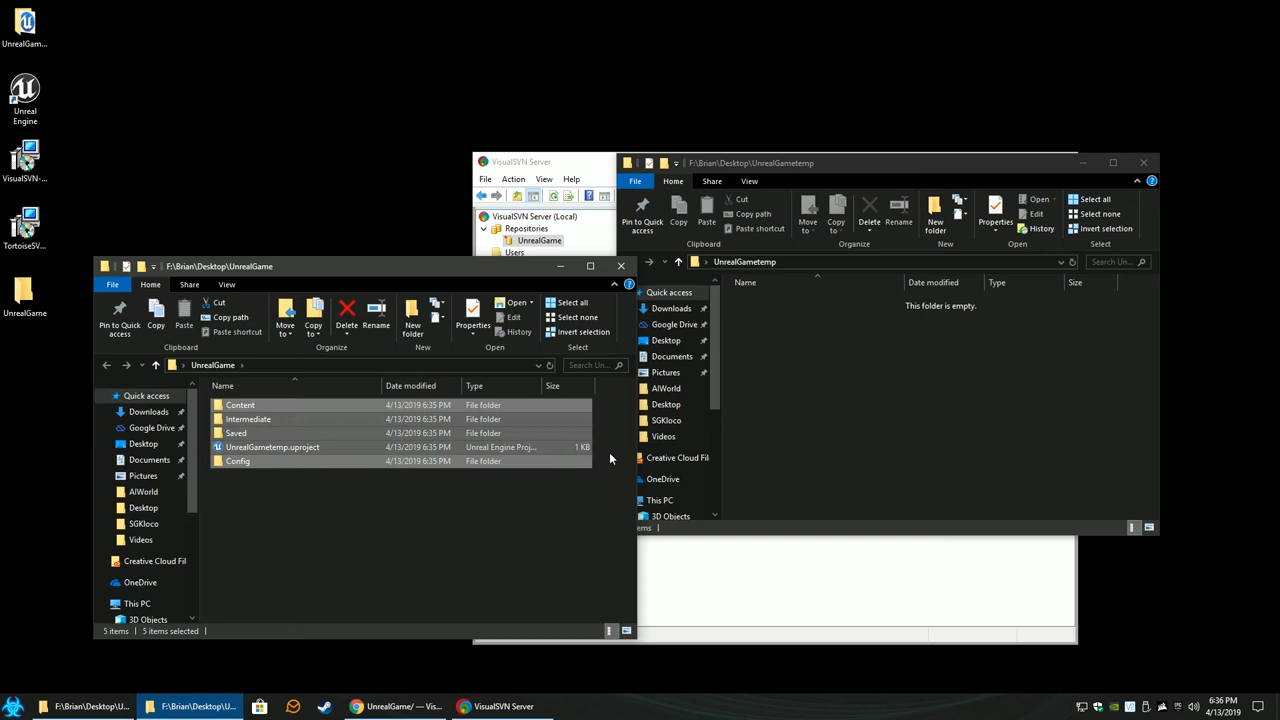 UnrealGam...
Unreal
Engine
VisualSVN-...
TortoiseSV...
UnrealGame
VisualSVN Server
File Action View Help
VisualSVN Server (Local)
Repositories
UnrealGame
Users
F:\Brian\Desktop\UnrealGametemp
File Home Share View
Pin to Quick
access
Copy
Paste
Cut
Copy path
Paste shortcut
Clipboard
Move
to
Copy
to
Delete
Rename
Organize
New
folder
New
Properties
Open
Edit
History
Open
Select all
Select none
Invert selection
Select
UnrealGametemp
Search Un...
Name Date modified Type Size
This folder is empty.
Quick access
Downloads
Google Drive
Desktop
Documents
Pictures
AIWorld
Desktop
SGKloco
Videos
Creative Cloud Fil
OneDrive
This PC
3D Objects
ems
F:\Brian\Desktop\UnrealGame
File Home Share View
Pin to Quick
access
Copy
Paste
Cut
Copy path
Paste shortcut
Clipboard
Move
to
Copy
to
Delete
Rename
Organize
New
folder
New
Properties
Open
Edit
History
Open
Select all
Select none
Invert selection
Select
UnrealGame
Search Un...
Name Date modified Type Size
Content 4/13/2019 6:35 PM File folder
Intermediate 4/13/2019 6:35 PM File folder
Saved 4/13/2019 6:35 PM File folder
UnrealGametemp.uproject 4/13/2019 6:35 PM Unreal Engine Proj... 1 KB
Config 4/13/2019 6:35 PM File folder
Quick access
Downloads
Google Drive
Desktop
Documents
Pictures
AIWorld
Desktop
SGKloco
Videos
Creative Cloud Fil
OneDrive
This PC
3D Objects
5 items 5 items selected
F:\Brian\Desktop\U...
F:\Brian\Desktop\U...
UnrealGame/ — Vis...
VisualSVN Server
6:36 PM
4/13/2019